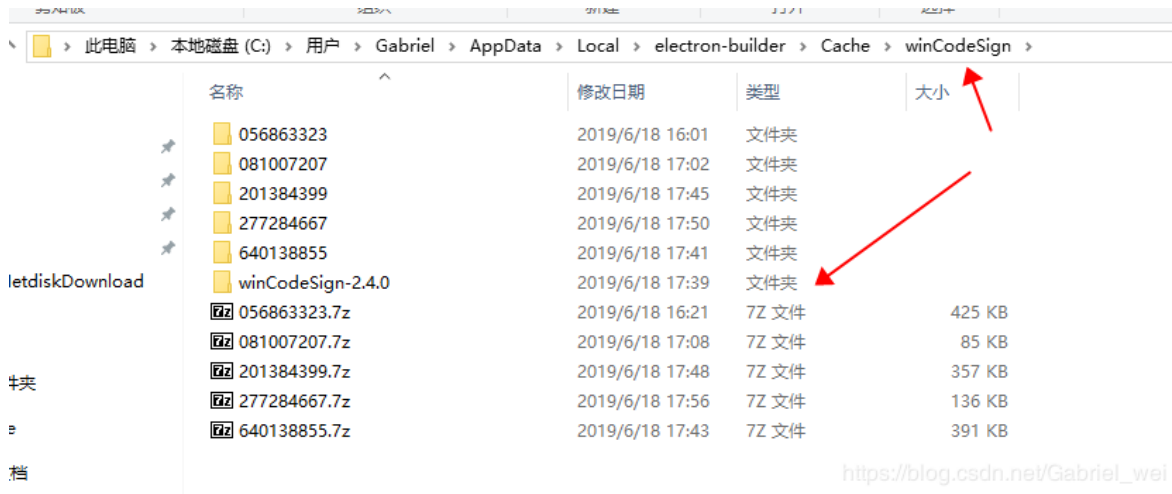 此电脑 > 本地磁盘 (C:) > 用户 > Gabriel > AppData > Local > electron-builder > Cache > winCodeSign >
名称 修改日期 类型 大小
056863323 2019/6/18 16:01 文件夹
081007207 2019/6/18 17:02 文件夹
201384399 2019/6/18 17:45 文件夹
277284667 2019/6/18 17:50 文件夹
640138855 2019/6/18 17:41 文件夹
letdiskDownload winCodeSign-2.4.0 2019/6/18 17:39 文件夹
056863323.7z 2019/6/18 16:21 7Z 文件 425 KB
081007207.7z 2019/6/18 17:08 7Z 文件 85 KB
201384399.7z 2019/6/18 17:48 7Z 文件 357 KB
件夹
277284667.7z 2019/6/18 17:56 7Z 文件 136 KB
e 640138855.7z 2019/6/18 17:43 7Z 文件 391 KB
档
https://blog.csdn.net/Gabriel_wei